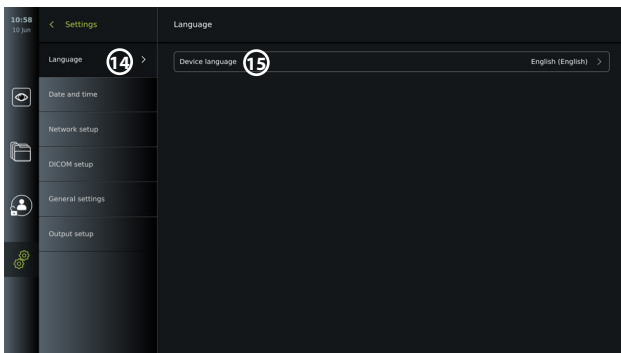 10:58
10 Jun
Settings
Language
Language
14
Device language
15
English (English)
Date and time
Network setup
DICOM setup
General settings
Output setup